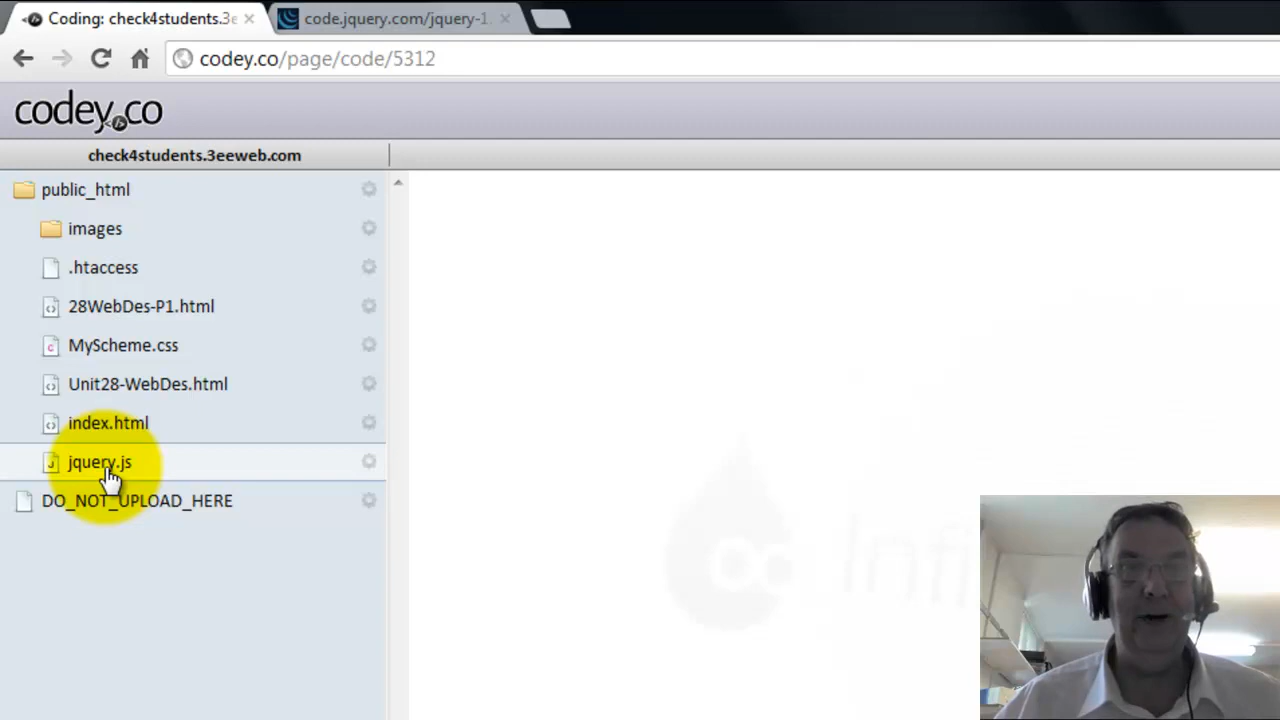 Coding: check4students.3e
code.jquery.com/jquery-1.
codey.co/page/code/5312
codey.co
check4students.3eeweb.com
public_html
images
.htaccess
28WebDes-P1.html
MyScheme.css
Unit28-WebDes.html
index.html
jquery.js
DO_NOT_UPLOAD_HERE
Infi